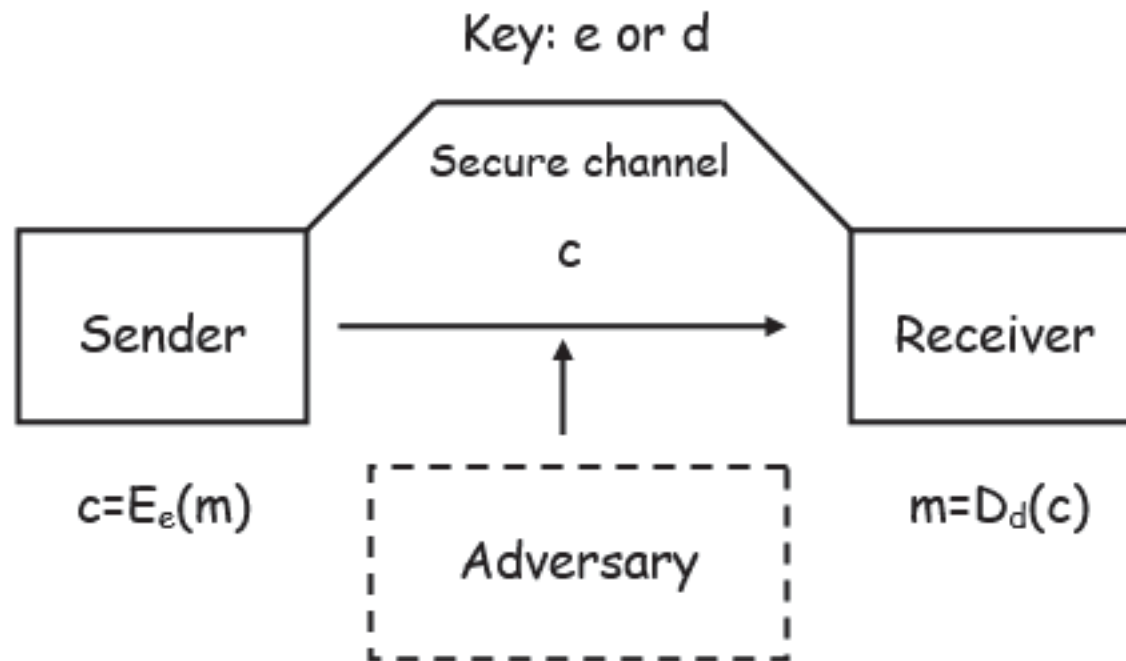 Key: e or d
Secure channel
c
Sender
Receiver
c=Eₑ(m)
m=D_d(c)
Adversary